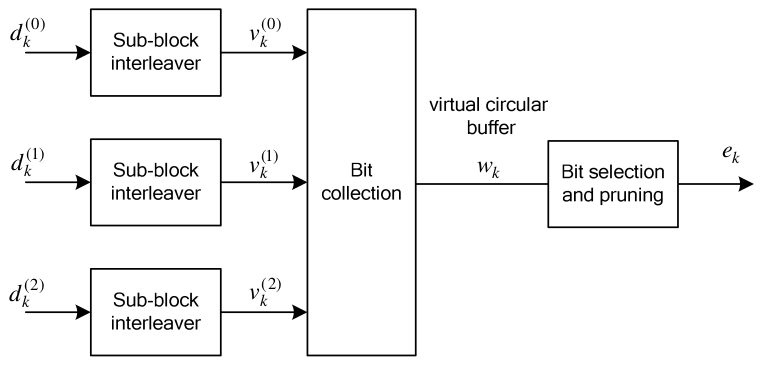 d_k^(0)
Sub-block
interleaver
v_k^(0)
d_k^(1)
Sub-block
interleaver
v_k^(1)
d_k^(2)
Sub-block
interleaver
v_k^(2)
Bit
collection
virtual circular
buffer
w_k
Bit selection
and pruning
e_k